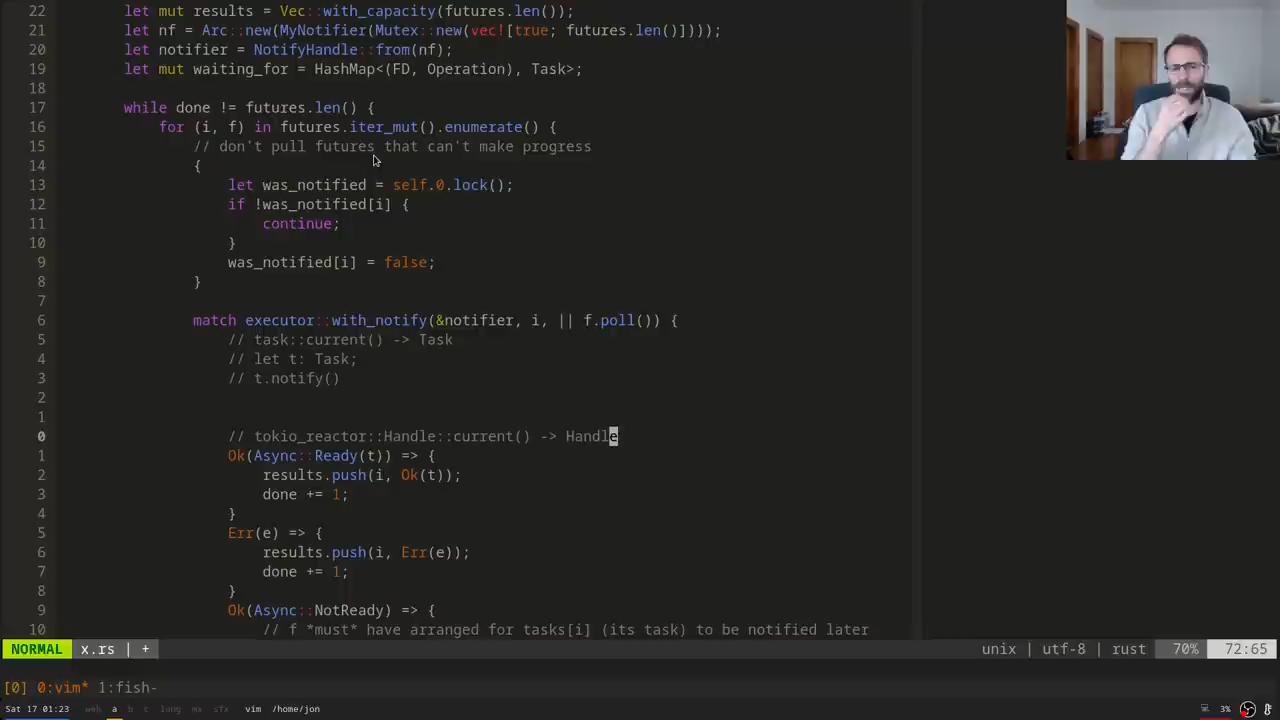 22 let mut results = Vec::with_capacity(futures.len());
21 let nf = Arc::new(MyNotifier(Mutex::new(vec![true; futures.len()])));
20 let notifier = NotifyHandle::from(nf);
19 let mut waiting_for = HashMap<(FD, Operation), Task>;
18
17 while done != futures.len() {
16 for (i, f) in futures.iter_mut().enumerate() {
15 // don't pull futures that can't make progress
14 {
13 let was_notified = self.0.lock();
12 if !was_notified[i] {
11 continue;
10 }
9 was_notified[i] = false;
8 }
7
6 match executor::with_notify(&notifier, i, || f.poll()) {
5 // task::current() -> Task
4 // let t: Task;
3 // t.notify()
2
1
0 // tokio_reactor::Handle::current() -> Handle
1 Ok(Async::Ready(t)) => {
2 results.push(i, Ok(t));
3 done += 1;
4 }
5 Err(e) => {
6 results.push(i, Err(e));
7 done += 1;
8 }
9 Ok(Async::NotReady) => {
10 // f *must* have arranged for tasks[i] (its task) to be notified later
NORMAL x.rs | + unix | utf-8 | rust 70% 72:65
[0] 0:vim* 1:fish-
Sat 17 01:23 web a b t lung mx sfx vim /home/jon 3%